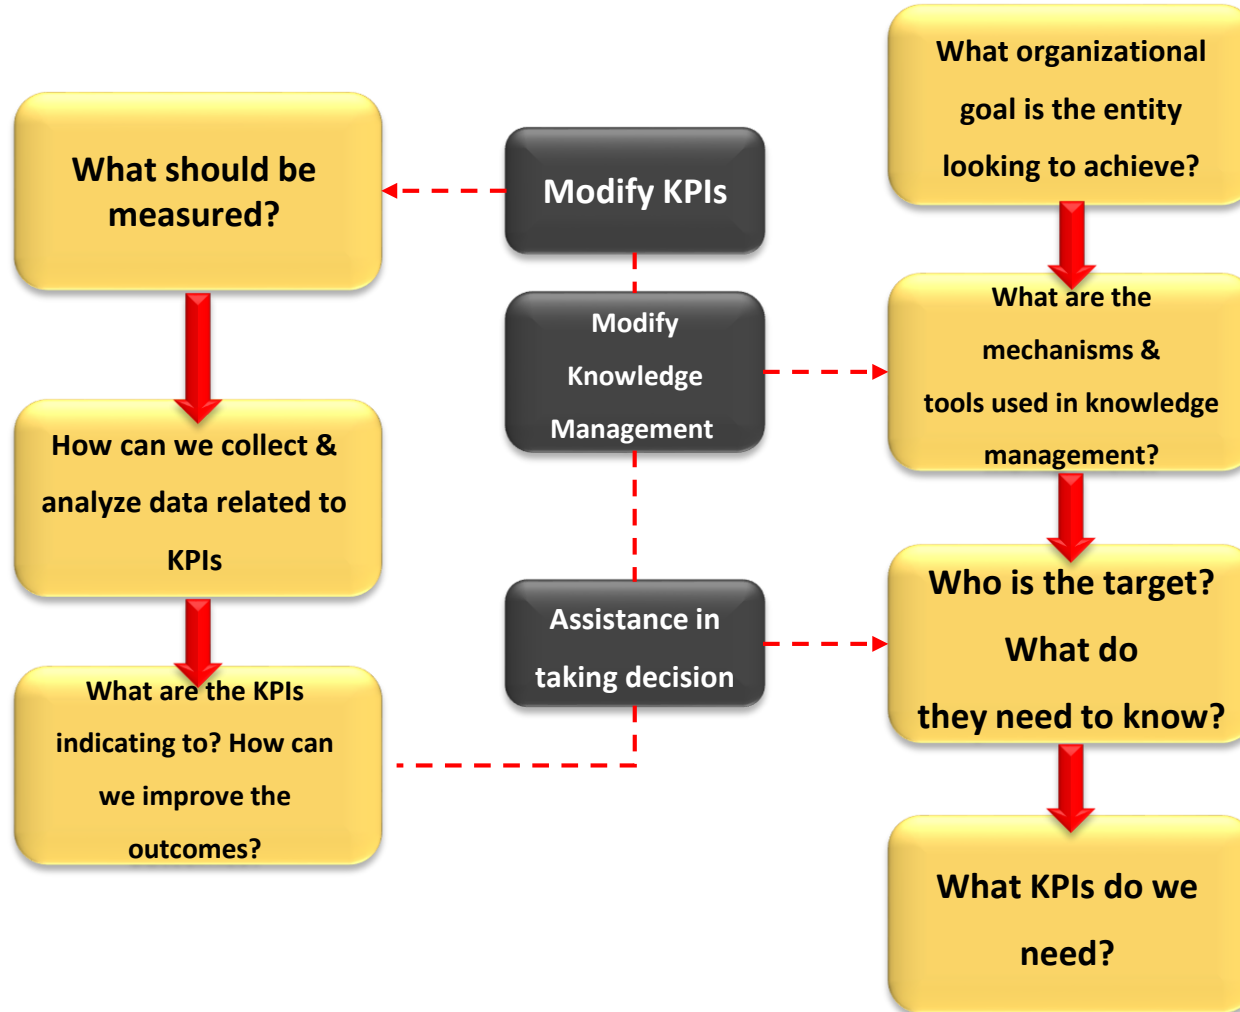 What should be
measured?
How can we collect &
analyze data related to
KPIs
What are the KPIs
indicating to? How can
we improve the
outcomes?
Modify KPIs
Modify
Knowledge
Management
Assistance in
taking decision
What organizational
goal is the entity
looking to achieve?
What are the
mechanisms &
tools used in knowledge
management?
Who is the target?
What do
they need to know?
What KPIs do we
need?